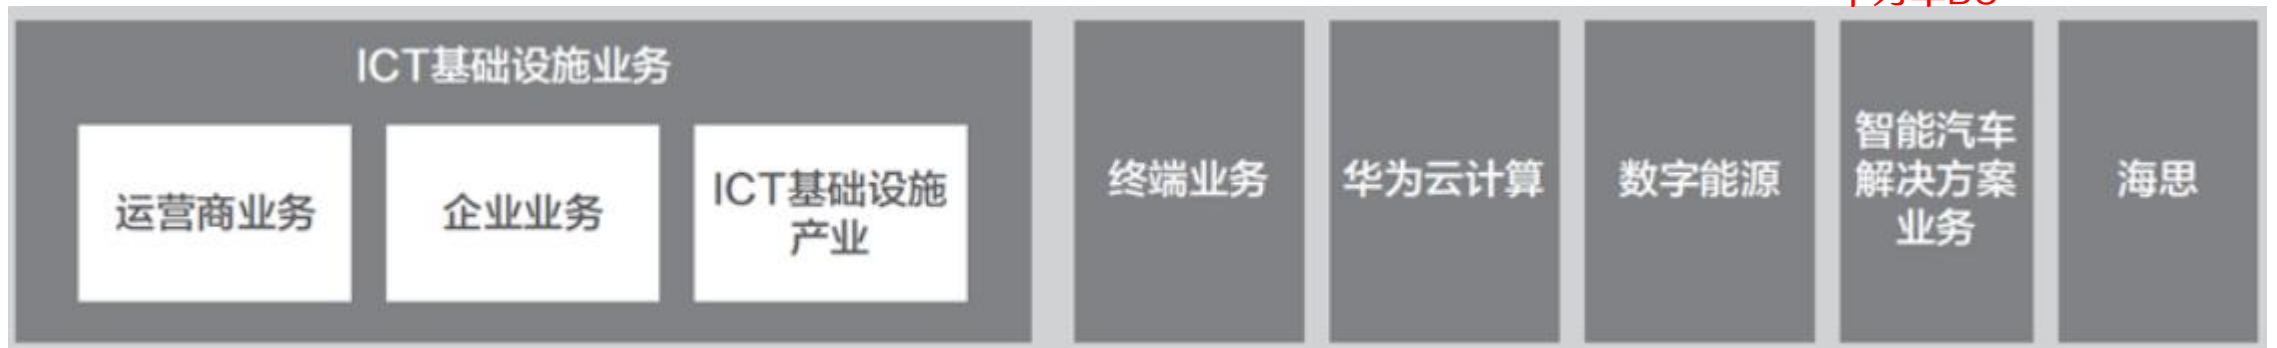 ICT基础设施业务
运营商业务
企业业务
ICT基础设施
产业
终端业务
华为云计算
数字能源
智能汽车
解决方案
业务
海思